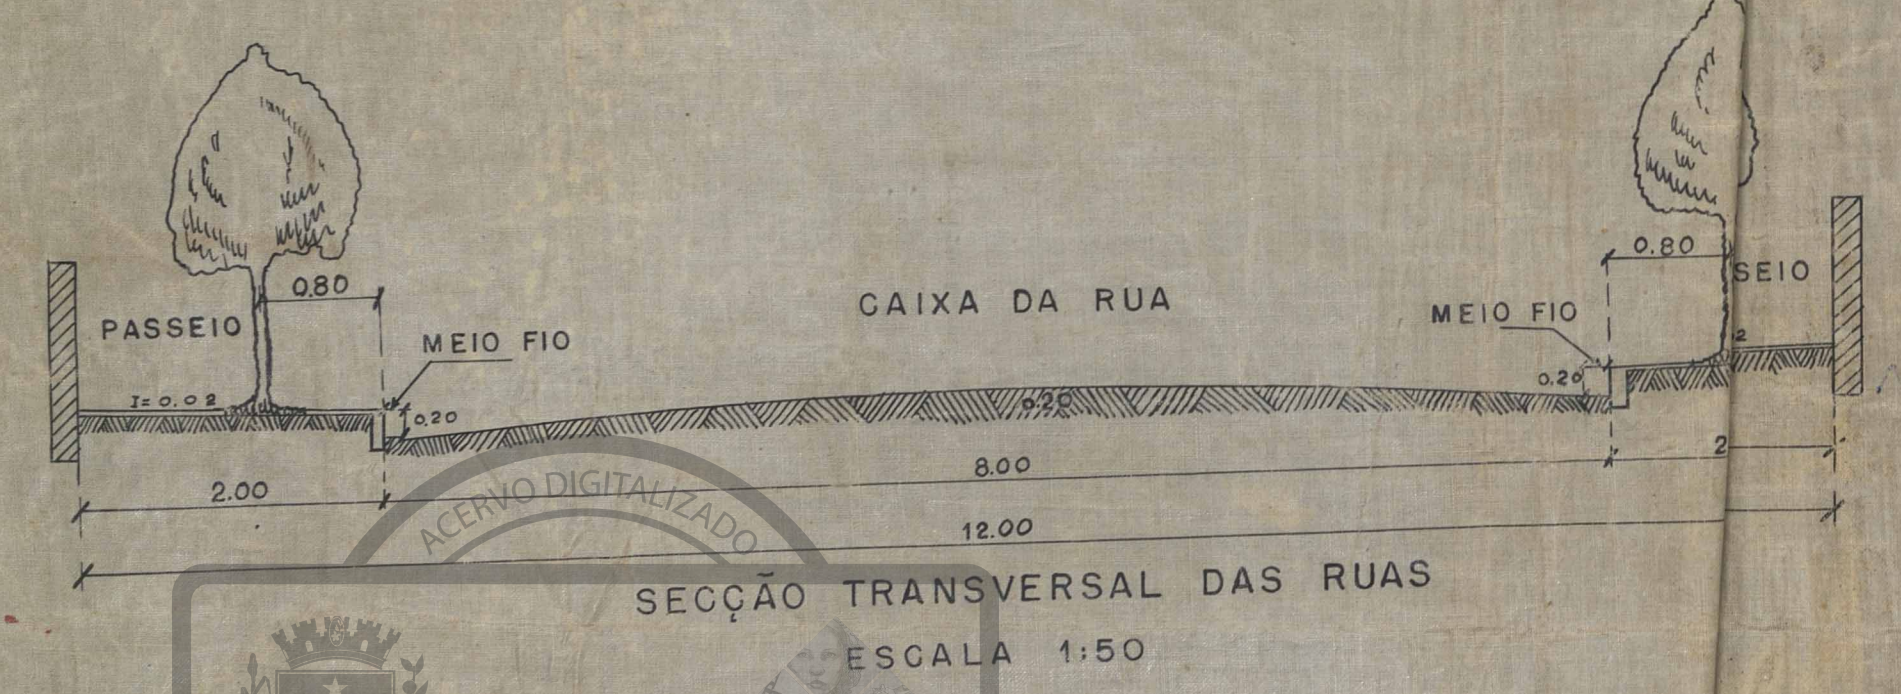 0.80
0.80
PASSEIO
MEIO FIO
CAIXA DA RUA
MEIO FIO
SEIO
I=0.02
0.20
0.20
0.20
2
2.00
8.00
2
12.00
ACERVO DIGITALIZADO
SECÇÃO TRANSVERSAL DAS RUAS
ESCALA 1:50